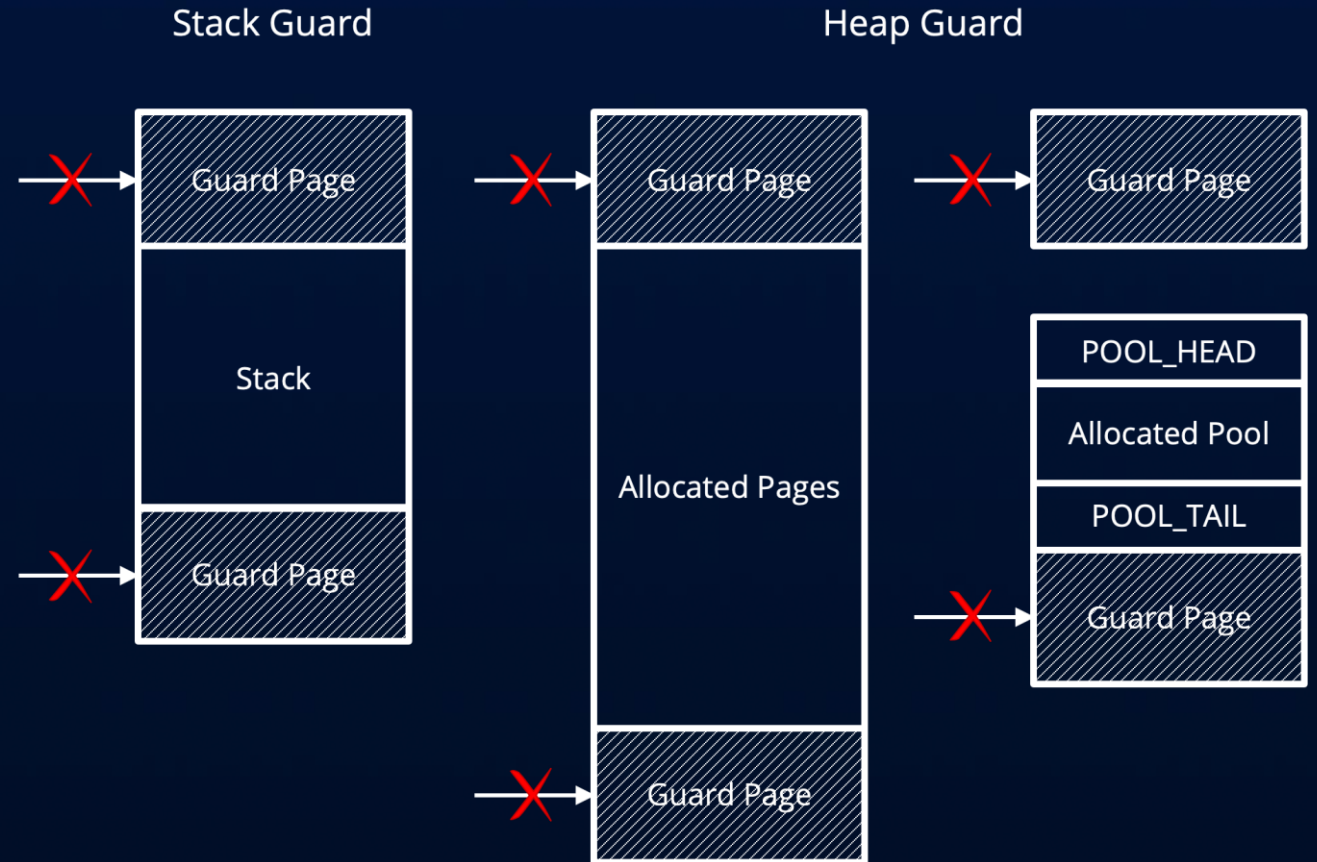 Stack Guard
Heap Guard
Guard Page
Stack
Guard Page
Guard Page
Allocated Pages
Guard Page
Guard Page
POOL_HEAD
Allocated Pool
POOL_TAIL
Guard Page